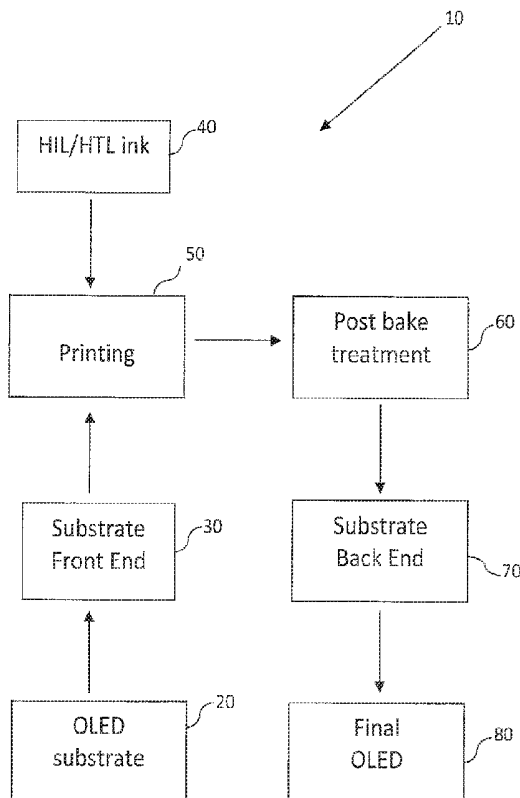 10
HIL/HTL ink
40
50
Printing
Post bake
treatment
60
Substrate
Front End
30
Substrate
Back End
70
OLED
substrate
20
Final
OLED
80